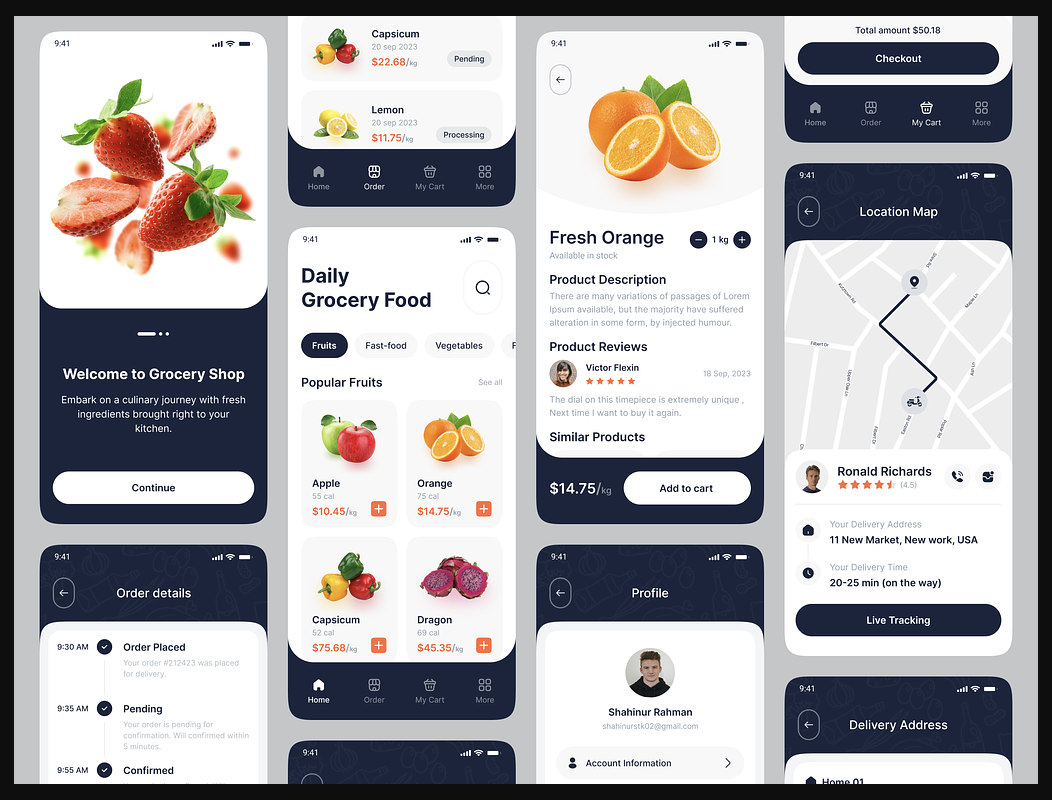 9:41
Welcome to Grocery Shop
Embark on a culinary journey with fresh
ingredients brought right to your
kitchen.
Continue
9:41
Order details
9:30 AM
Order Placed
Your order #212423 was placed
for delivery.
9:35 AM
Pending
Your order is pending for
confirmation. Will confirmed within
5 minutes.
9:55 AM
Confirmed
Capsicum
20 sep 2023
$22.68/kg
Pending
Lemon
20 sep 2023
$11.75/kg
Processing
Home
Order
My Cart
More
9:41
Daily
Grocery Food
Fruits
Fast-food
Vegetables
F
Popular Fruits
See all
Apple
55 cal
$10.45/kg
Orange
75 cal
$14.75/kg
Capsicum
52 cal
$75.68/kg
Dragon
69 cal
$45.35/kg
Home
Order
My Cart
More
9:41
9:41
Fresh Orange
1 kg
Available in stock
Product Description
There are many variations of passages of Lorem
Ipsum available, but the majority have suffered
alteration in some form, by injected humour.
Product Reviews
Victor Flexin
18 Sep, 2023
The dial on this timepiece is extremely unique ,
Next time I want to buy it again.
Similar Products
$14.75/kg
Add to cart
9:41
Profile
Shahinur Rahman
shahinurstk02@gmail.com
Account Information
Total amount $50.18
Checkout
Home
Order
My Cart
More
9:41
Location Map
Filbert Dr
Upper Oak Ln
Filbert Dr
Maple Ln
Ronald Richards
(4.5)
Your Delivery Address
11 New Market, New work, USA
Your Delivery Time
20-25 min (on the way)
Live Tracking
9:41
Delivery Address
Home 01